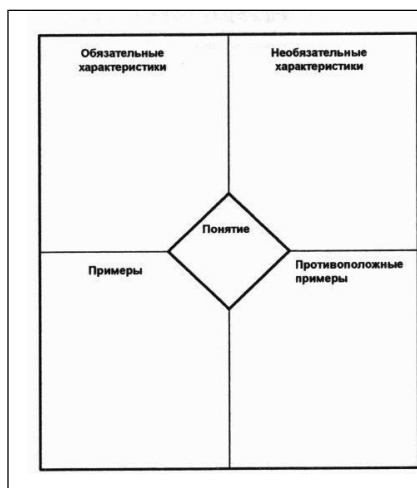 Обязательные
характеристики
Необязательные
характеристики
Понятие
Примеры
Противоположные
примеры